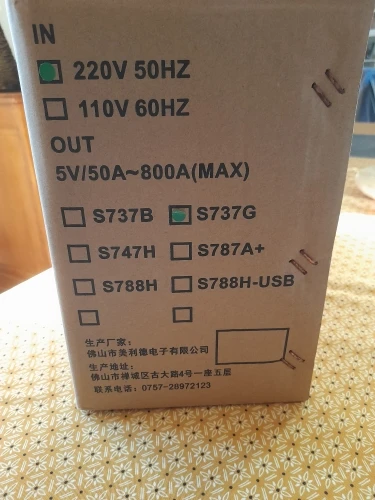 IN
220V 50HZ
110V 60HZ
OUT
5V/50A~800A(MAX)
S737B S737G
S747H S787A+
S788H S788H-USB
生产厂家:
佛山市美利德电子有限公司
生产地址:
佛山市禅城区古大路4号一座五层
联系电话: 0757-28972123